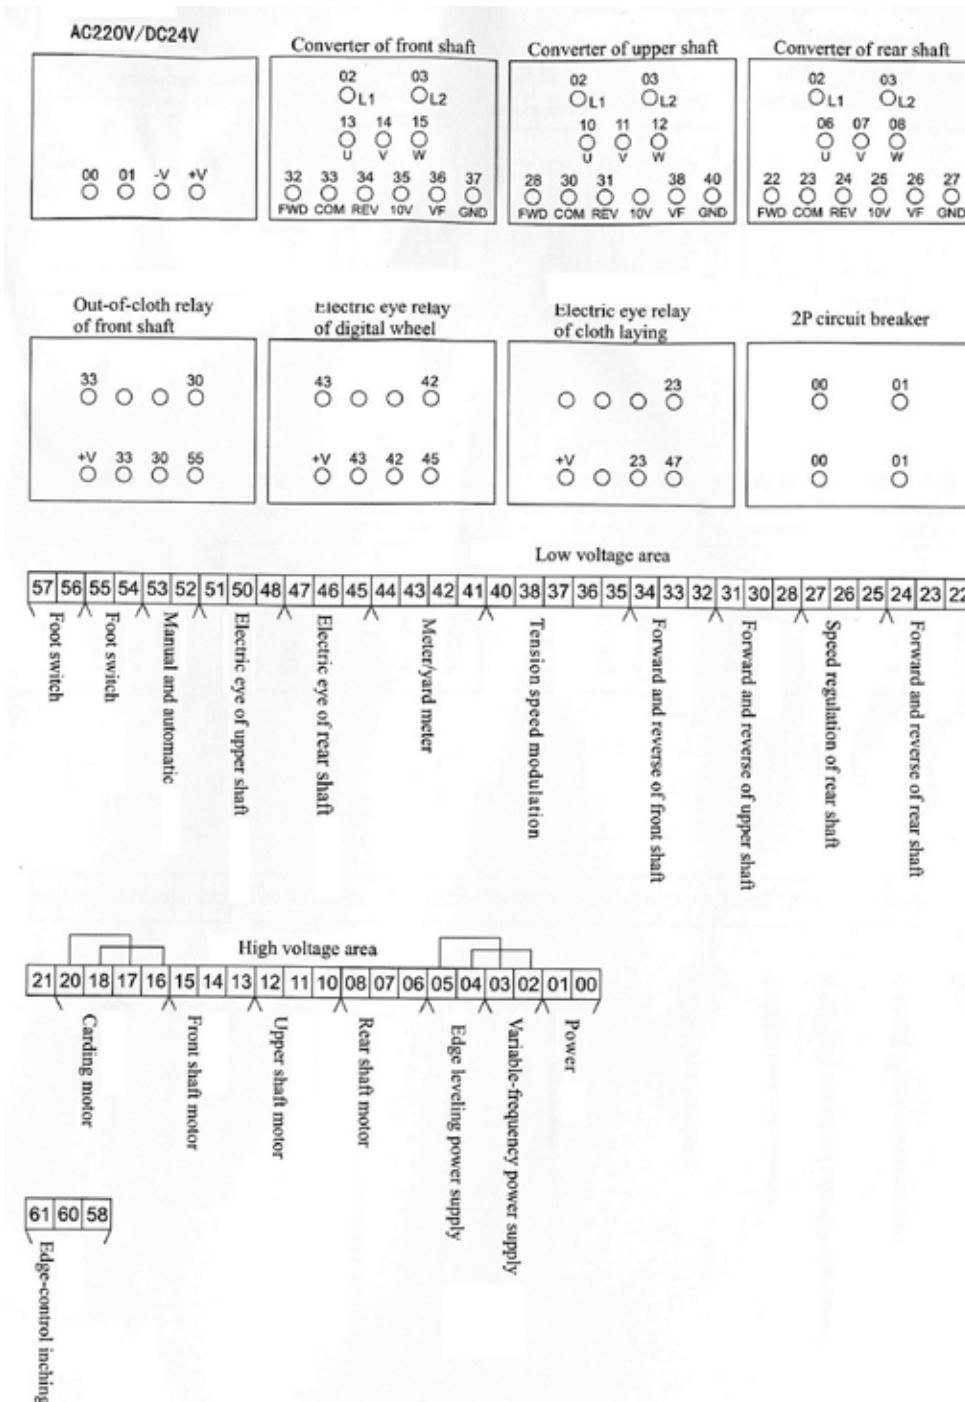 AC220V/DC24V
Converter of front shaft
Converter of upper shaft
Converter of rear shaft
02 03
L1 L2
13 14 15
U V W
32 33 34 35 36 37
FWD COM REV 10V VF GND
02 03
L1 L2
10 11 12
U V W
28 30 31 38 40
FWD COM REV 10V VF GND
02 03
L1 L2
06 07 08
U V W
22 23 24 25 26 27
FWD COM REV 10V VF GND
00 01 -V +V
Out-of-cloth relay
of front shaft
Electric eye relay
of digital wheel
Electric eye relay
of cloth laying
2P circuit breaker
33 30
+V 33 30 55
43 42
+V 43 42 45
23
+V 23 47
00 01
00 01
Low voltage area
57 56 55 54 53 52 51 50 48 47 46 45 44 43 42 41 40 38 37 36 35 34 33 32 31 30 28 27 26 25 24 23 22
Foot switch
Foot switch
Manual and automatic
Electric eye of upper shaft
Electric eye of rear shaft
Meter/yard meter
Tension speed modulation
Forward and reverse of front shaft
Forward and reverse of upper shaft
Speed regulation of rear shaft
Forward and reverse of rear shaft
High voltage area
21 20 18 17 16 15 14 13 12 11 10 08 07 06 05 04 03 02 01 00
Carding motor
Front shaft motor
Upper shaft motor
Rear shaft motor
Edge leveling power supply
Variable-frequency power supply
Power
61 60 58
Edge-control inching